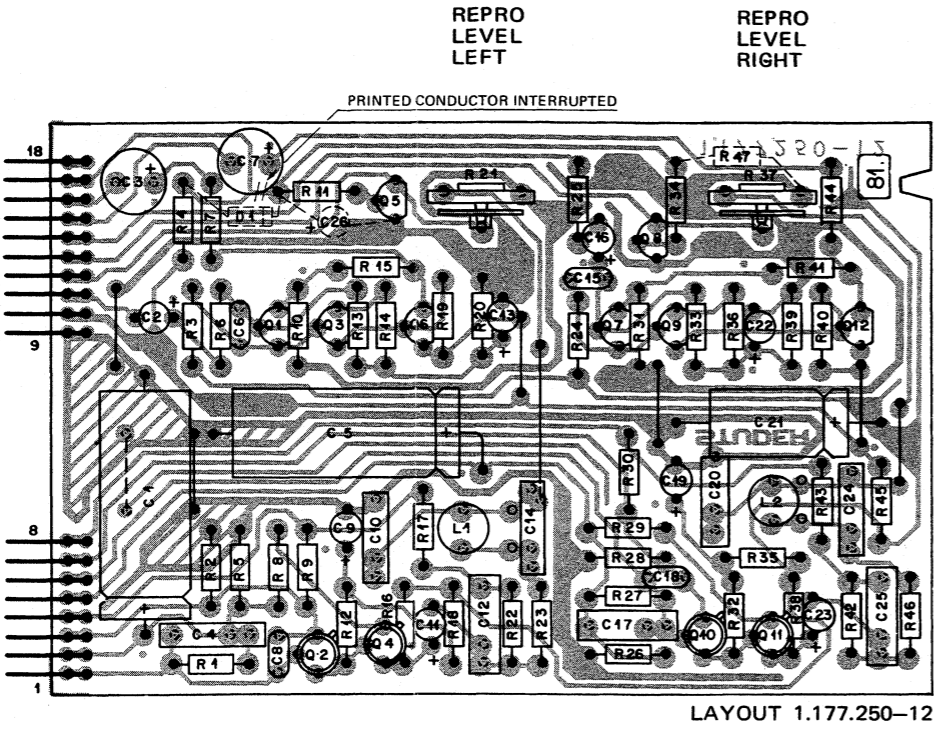 REPRO
LEVEL
LEFT
REPRO
LEVEL
RIGHT
PRINTED CONDUCTOR INTERRUPTED
18
C3
C7
R4
R7
D1
R11
C26
Q5
R21
R25
R34
R47
R37
R44
81
C16
Q8
C15
R15
R41
C2
R3
R6
C6
Q1
R10
Q3
R13
R14
Q6
R19
R20
C13
R24
Q7
R31
Q9
R33
R36
C22
R39
R40
Q12
9
C1
C5
C21
STUDER
R30
C19
C20
L2
R43
C24
R45
8
R2
R5
R8
R9
C9
C10
R17
L1
C14
R29
R28
R35
C18
R27
C4
R1
C8
Q2
R12
R16
Q4
C11
R18
C12
R22
R23
C17
R26
Q10
R32
Q11
R38
C23
R42
C25
R46
1
LAYOUT 1.177.250-12